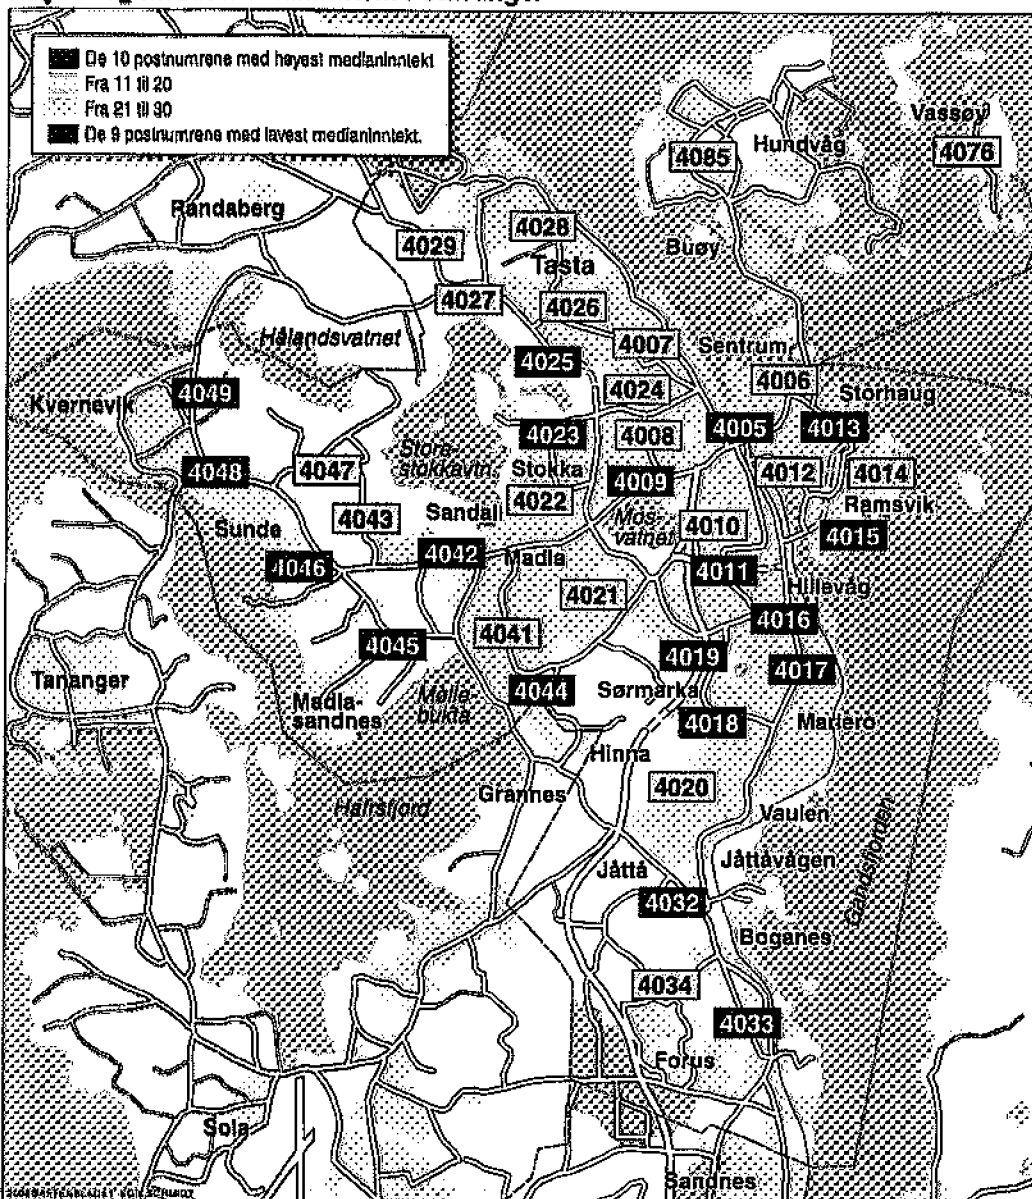 De 10 postnumrene med høyest medianinntekt
Fra 11 til 20
Fra 21 til 30
De 9 postnumrene med lavest medianinntekt.
Vassøy
4076
Hundvåg
4085
Randaberg
4028
4029
Buøy
Tasta
4027
4026
Hålandsvatnet
4007
Sentrum
4025
4006
4024
4049
Storhaug
Kvernevik
4023
4008
4005
4013
Store-
stokkavtn.
4048
4047
Stokka
4009
4012
4014
4022
Ramsvik
Sunde
4043
Sandal
Mos-
vatnet
4010
4015
4046
4042
Madla
4011
Hillevåg
4021
4016
4041
4045
4019
4017
Tananger
4044
Sørmarka
Madla-
sandnes
Mølle-
bukta
4018
Mariero
Hinna
4020
Grannes
Hafrsfjord
Vaulen
Jåttå
Jåttåvågen
Gandsfjorden
4032
Boganes
4034
4033
Forus
Sola
Sandnes